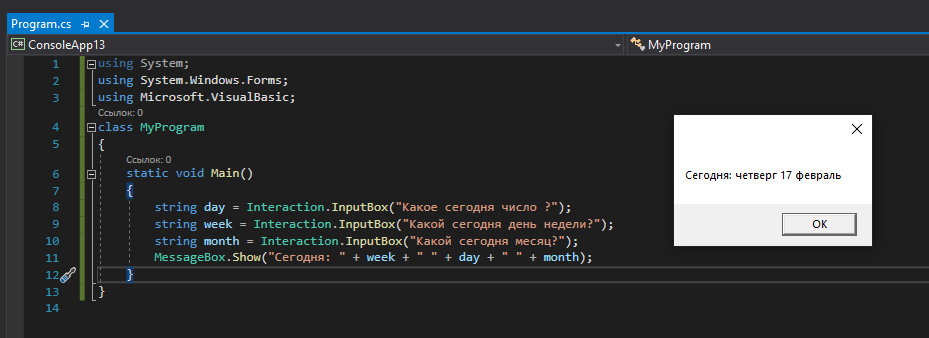 Program.cs
C# ConsoleApp13 MyProgram
1 using System;
2 using System.Windows.Forms;
3 using Microsoft.VisualBasic;
Ссылок: 0
4 class MyProgram
5 {
Ссылок: 0
6 static void Main()
7 {
8 string day = Interaction.InputBox("Какое сегодня число ?");
9 string week = Interaction.InputBox("Какой сегодня день недели?");
10 string month = Interaction.InputBox("Какой сегодня месяц?");
11 MessageBox.Show("Сегодня: " + week + " " + day + " " + month);
12 }
13 }
14
Сегодня: четверг 17 февраль
OK